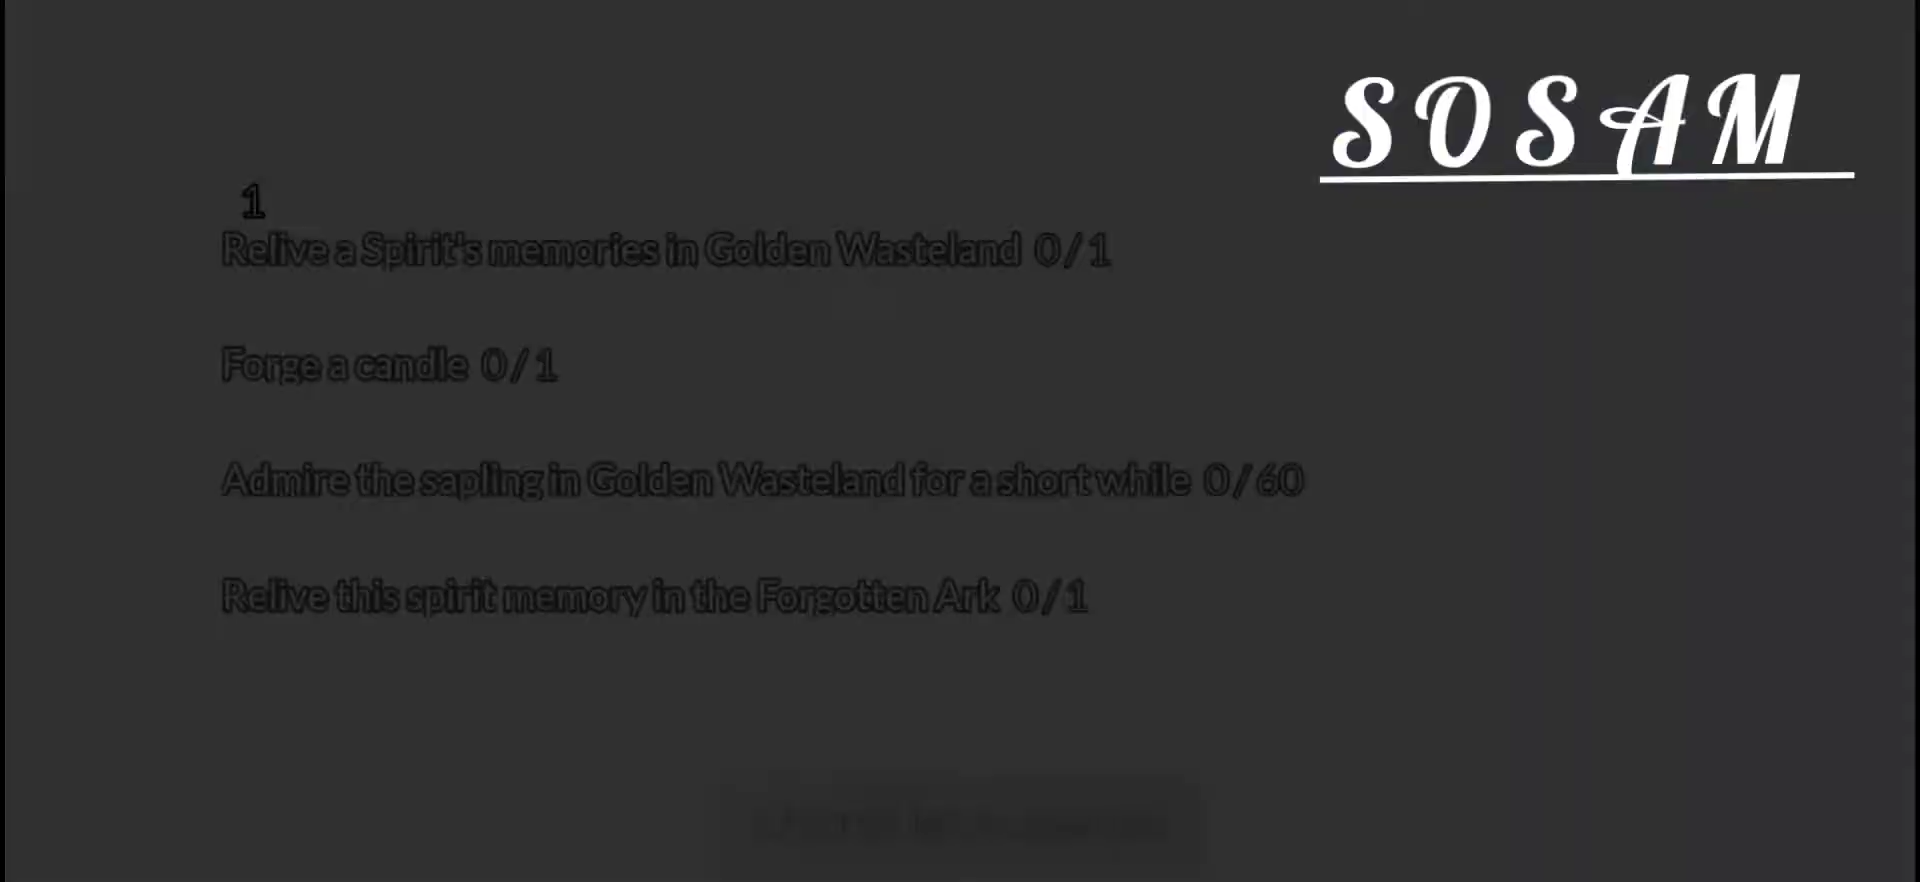 SOSAM
1
Relive a Spirit's memories in Golden Wasteland 0/1
Forge a candle 0/1
Admire the sapling in Golden Wasteland for a short while 0/60
Relive this spirit memory in the Forgotten Ark 0/1